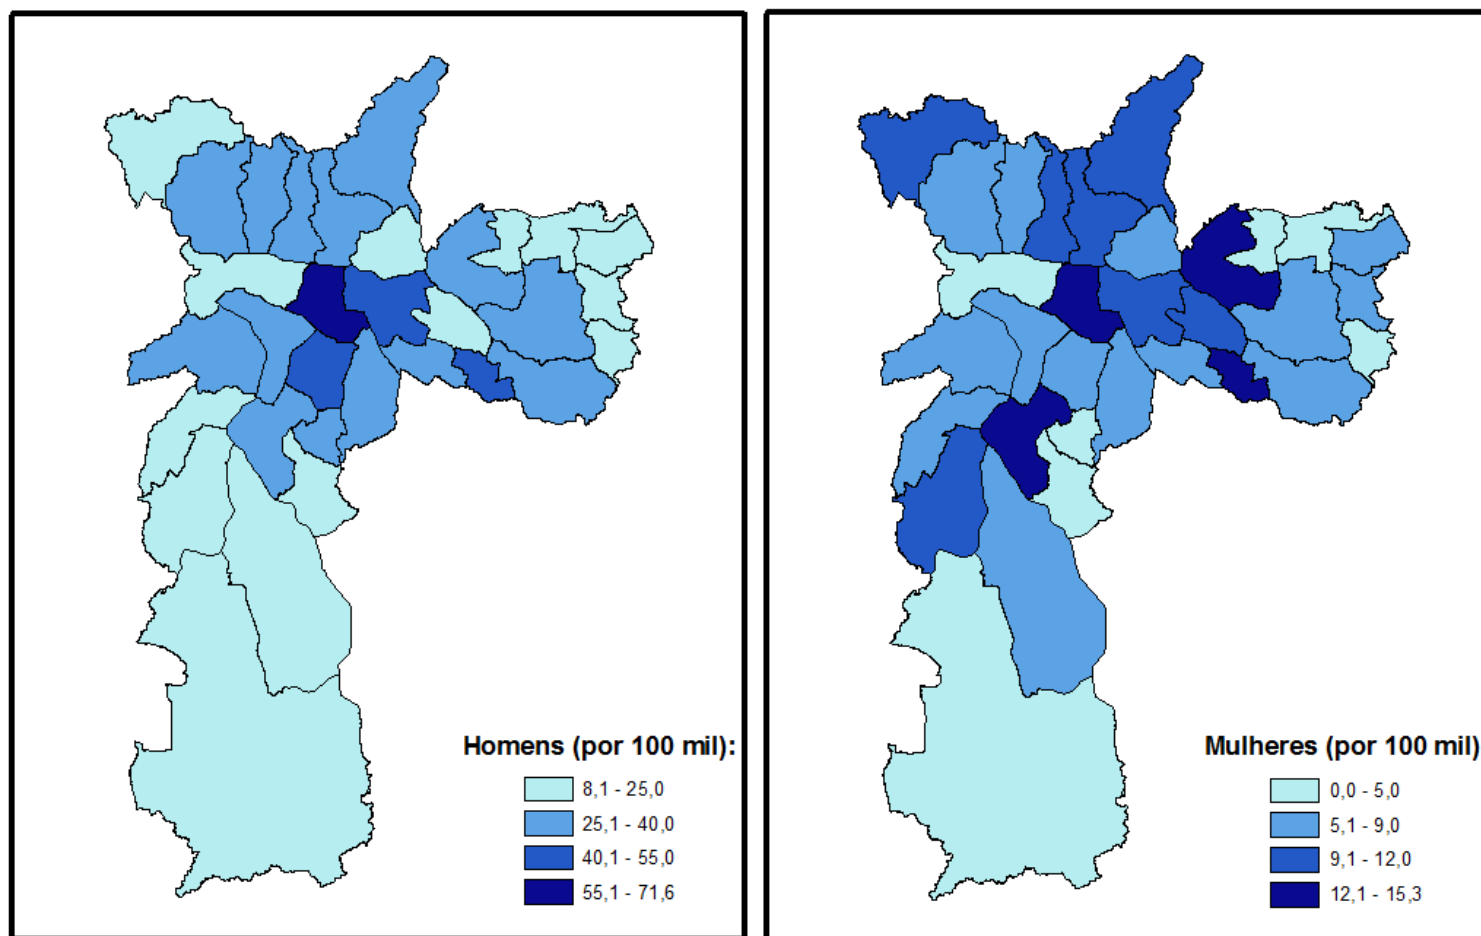 Homens (por 100 mil):
8,1 - 25,0
25,1 - 40,0
40,1 - 55,0
55,1 - 71,6
Mulheres (por 100 mil)
0,0 - 5,0
5,1 - 9,0
9,1 - 12,0
12,1 - 15,3